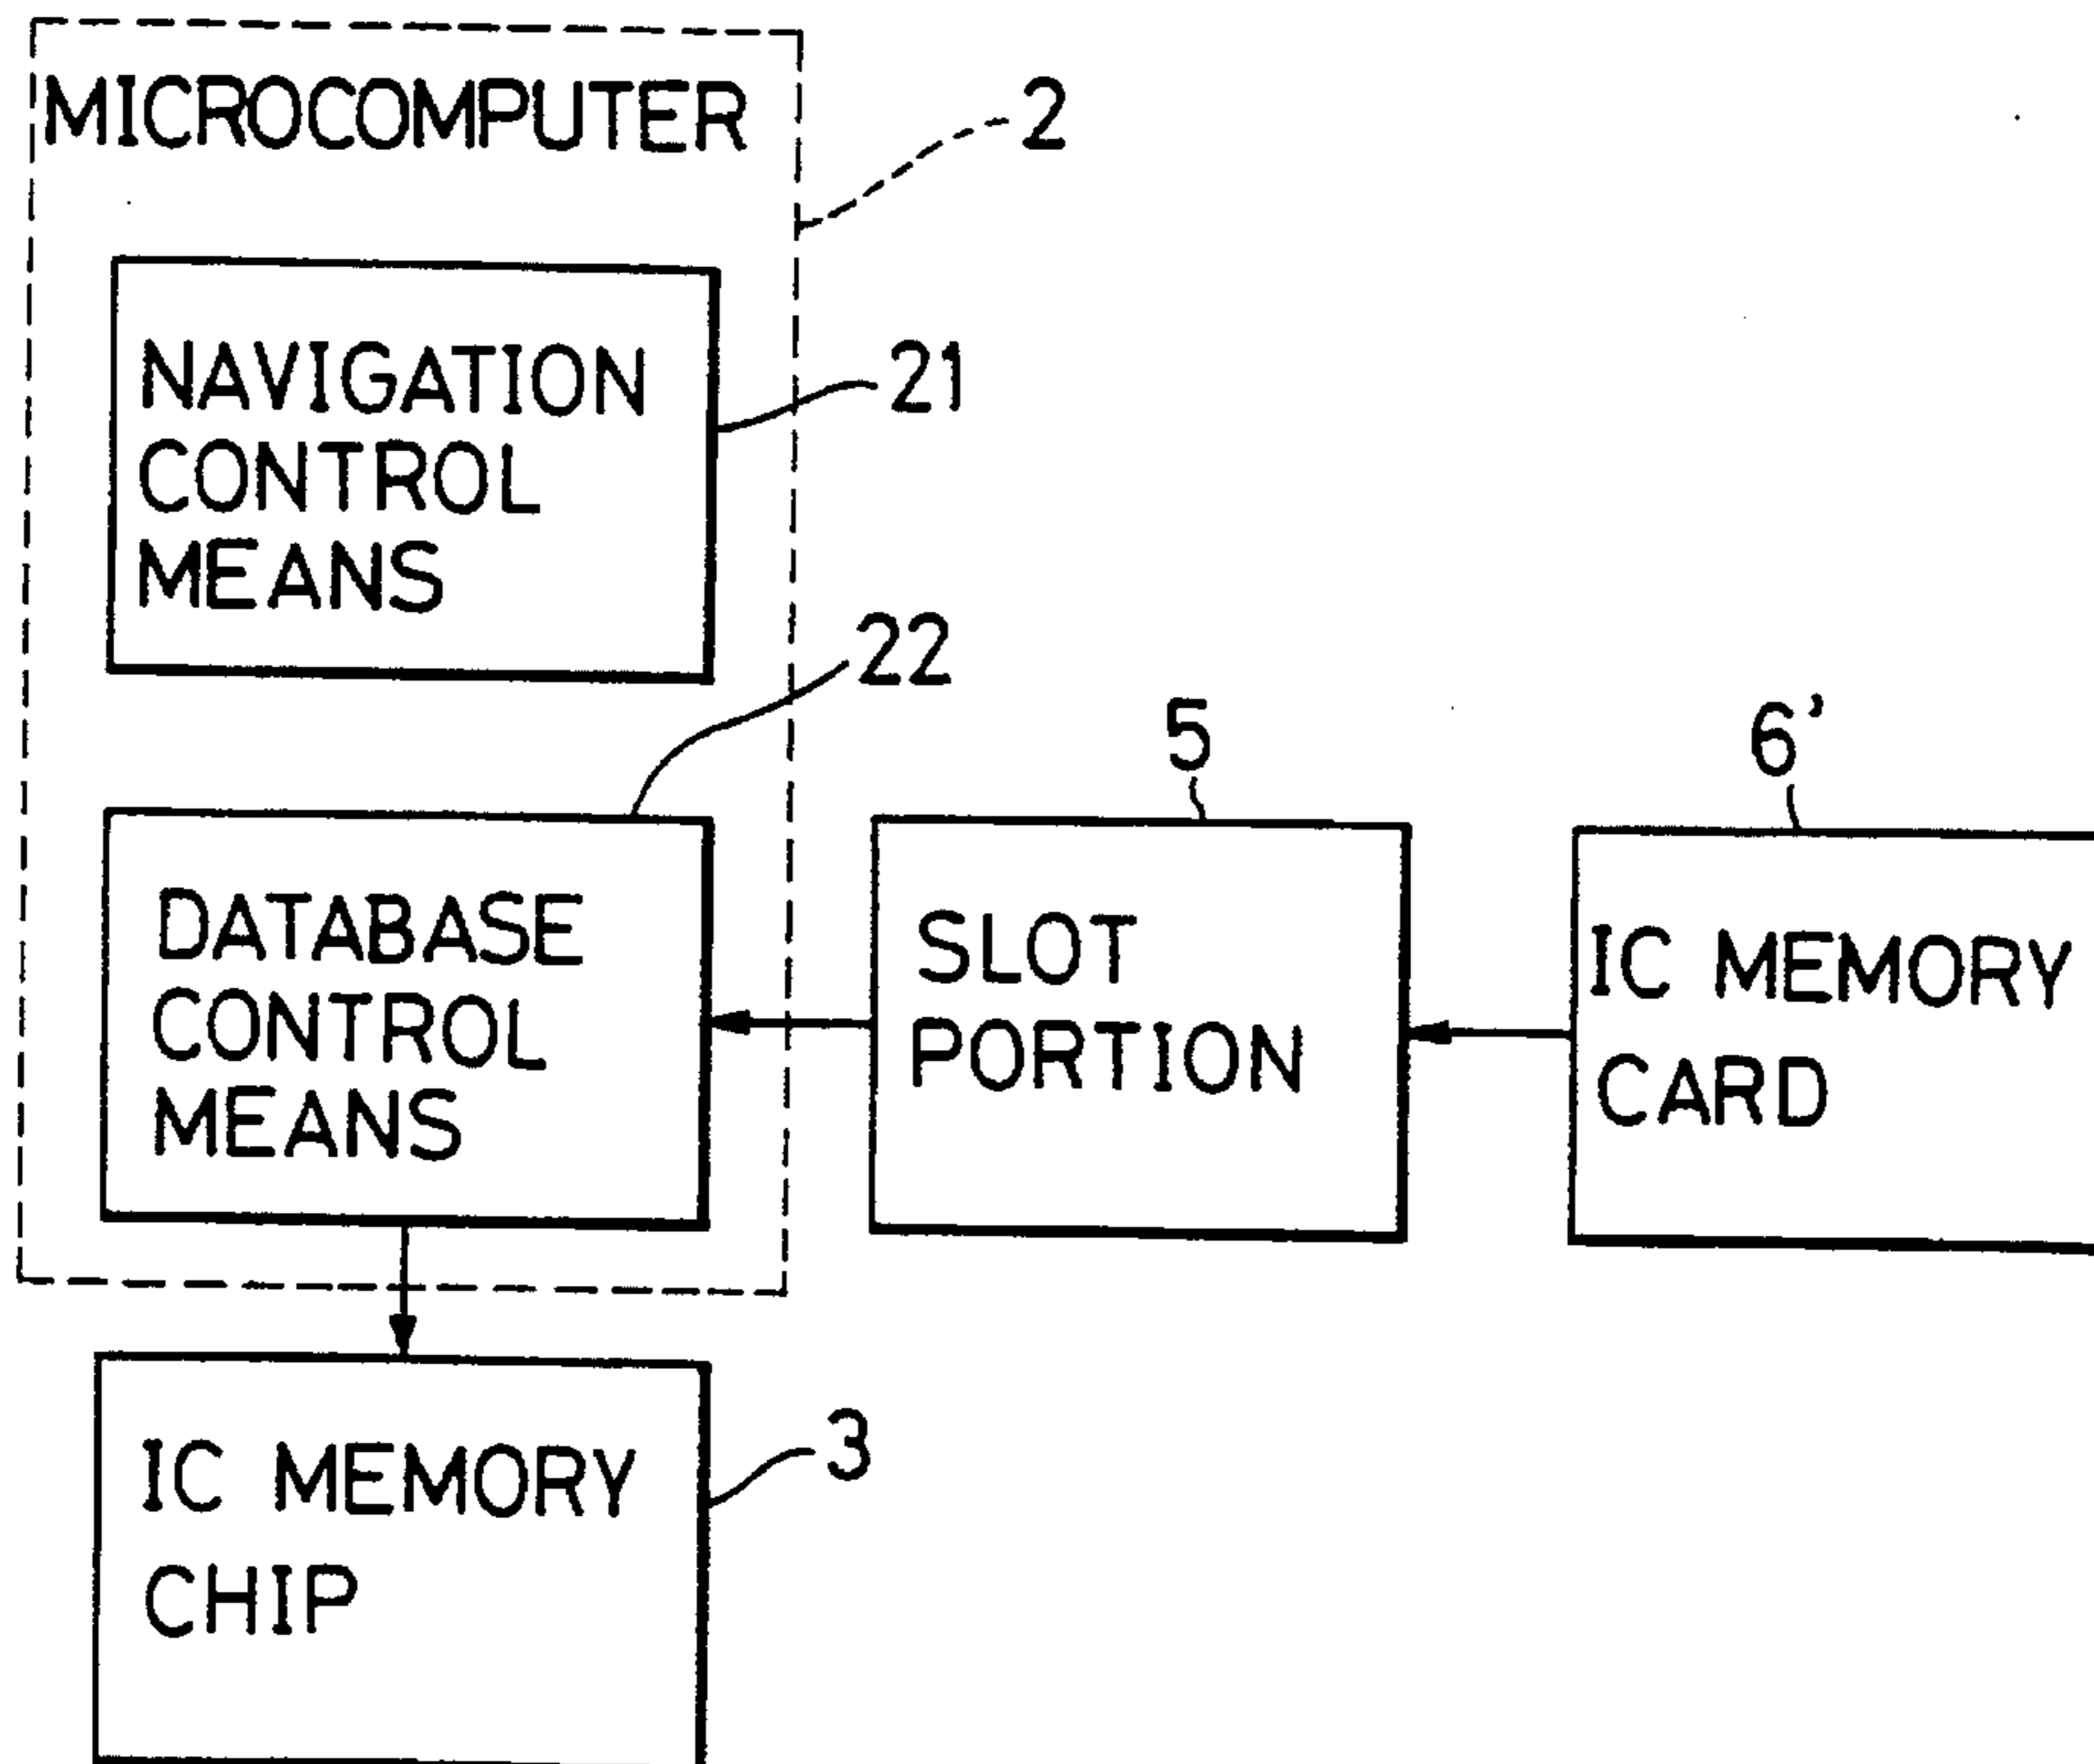 MICROCOMPUTER
2
NAVIGATION
CONTROL
MEANS
21
22
DATABASE
CONTROL
MEANS
5
SLOT
PORTION
6'
IC MEMORY
CARD
IC MEMORY
CHIP
3